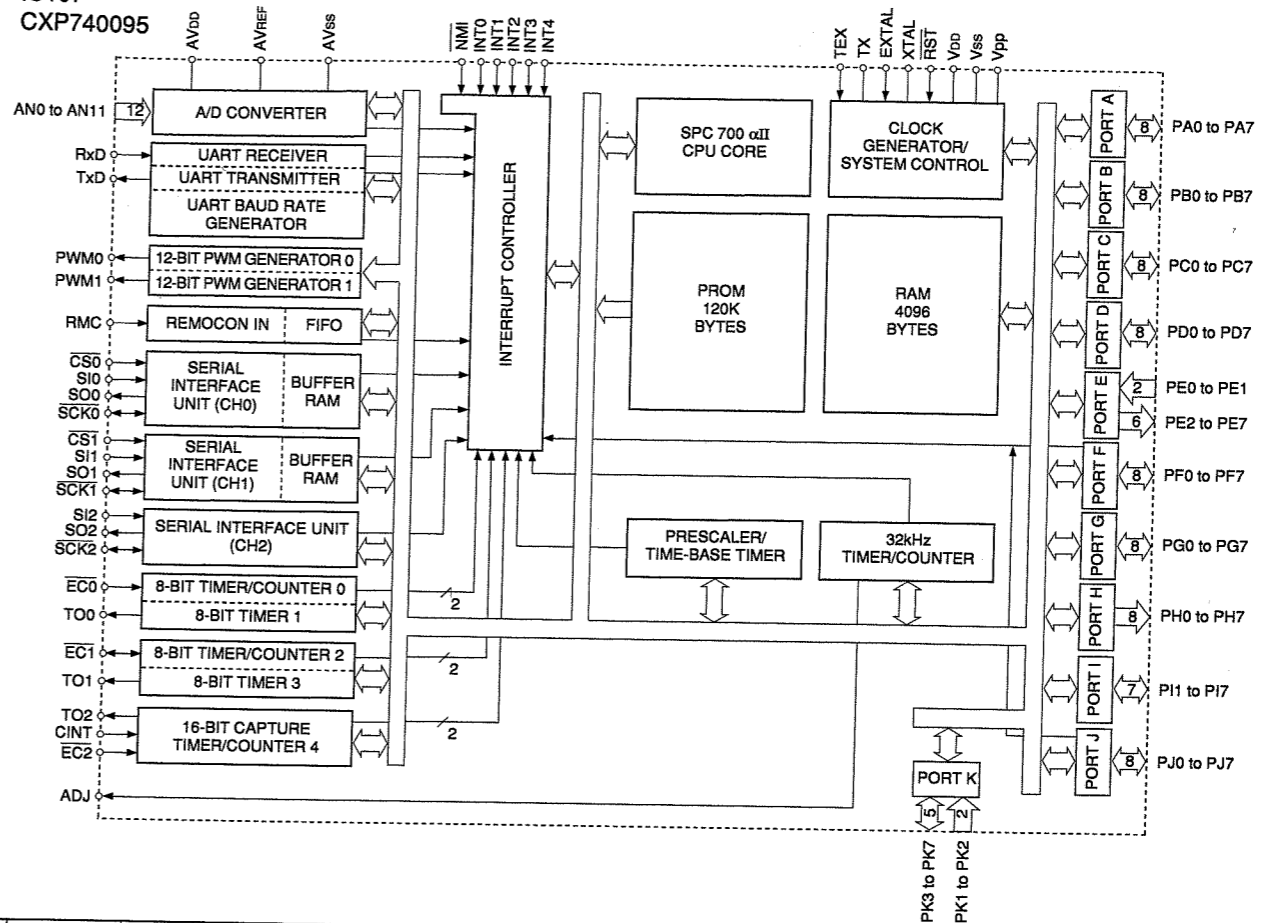 CXP740095
AVDD
AVREF
AVSS
NMI
INT0
INT1
INT2
INT3
INT4
TEX
TX
EXTAL
XTAL
RST
VDD
Vss
Vpp
AN0 to AN11
12
A/D CONVERTER
RxD
TxD
UART RECEIVER
UART TRANSMITTER
UART BAUD RATE
GENERATOR
PWM0
PWM1
12-BIT PWM GENERATOR 0
12-BIT PWM GENERATOR 1
RMC
REMOCON IN
FIFO
CS0
SI0
SO0
SCK0
SERIAL
INTERFACE
UNIT (CH0)
BUFFER
RAM
CS1
SI1
SO1
SCK1
SERIAL
INTERFACE
UNIT (CH1)
BUFFER
RAM
SI2
SO2
SCK2
SERIAL INTERFACE UNIT
(CH2)
EC0
TO0
8-BIT TIMER/COUNTER 0
8-BIT TIMER 1
2
EC1
TO1
8-BIT TIMER/COUNTER 2
8-BIT TIMER 3
2
TO2
CINT
EC2
16-BIT CAPTURE
TIMER/COUNTER 4
2
ADJ
INTERRUPT CONTROLLER
SPC 700 αII
CPU CORE
CLOCK
GENERATOR/
SYSTEM CONTROL
PROM
120K
BYTES
RAM
4096
BYTES
PRESCALER/
TIME-BASE TIMER
32kHz
TIMER/COUNTER
PORT A
8
PA0 to PA7
PORT B
8
PB0 to PB7
PORT C
8
PC0 to PC7
PORT D
8
PD0 to PD7
PORT E
2
PE0 to PE1
6
PE2 to PE7
PORT F
8
PF0 to PF7
PORT G
8
PG0 to PG7
PORT H
8
PH0 to PH7
PORT I
7
PI1 to PI7
PORT J
8
PJ0 to PJ7
PORT K
5
2
PK3 to PK7
PK1 to PK2